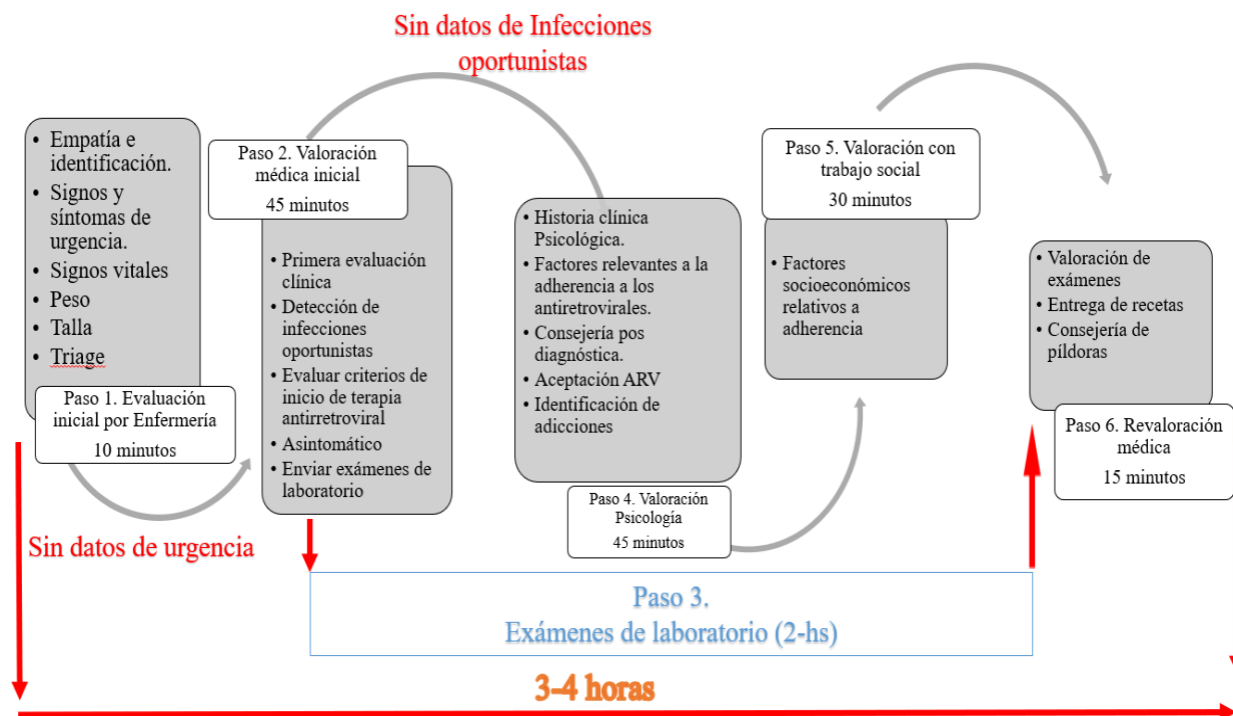 Sin datos de Infecciones
oportunistas
• Empatía e
identificación.
• Signos y
síntomas de
urgencia.
• Signos vitales
• Peso
• Talla
• Triage
Paso 1. Evaluación
inicial por Enfermería
10 minutos
Sin datos de urgencia
Paso 2. Valoración
médica inicial
45 minutos
• Primera evaluación
clínica
• Detección de
infecciones
oportunistas
• Evaluar criterios de
inicio de terapia
antirretroviral
• Asintomático
• Enviar exámenes de
laboratorio
Paso 3.
Exámenes de laboratorio (2-hs)
• Historia clínica
Psicológica.
• Factores relevantes a la
adherencia a los
antiretrovirales.
• Consejería pos
diagnóstica.
• Aceptación ARV
• Identificación de
adicciones
Paso 4. Valoración
Psicología
45 minutos
Paso 5. Valoración con
trabajo social
30 minutos
• Factores
socioeconómicos
relativos a
adherencia
• Valoración de
exámenes
• Entrega de recetas
• Consejería de
píldoras
Paso 6. Revaloración
médica
15 minutos
3-4 horas